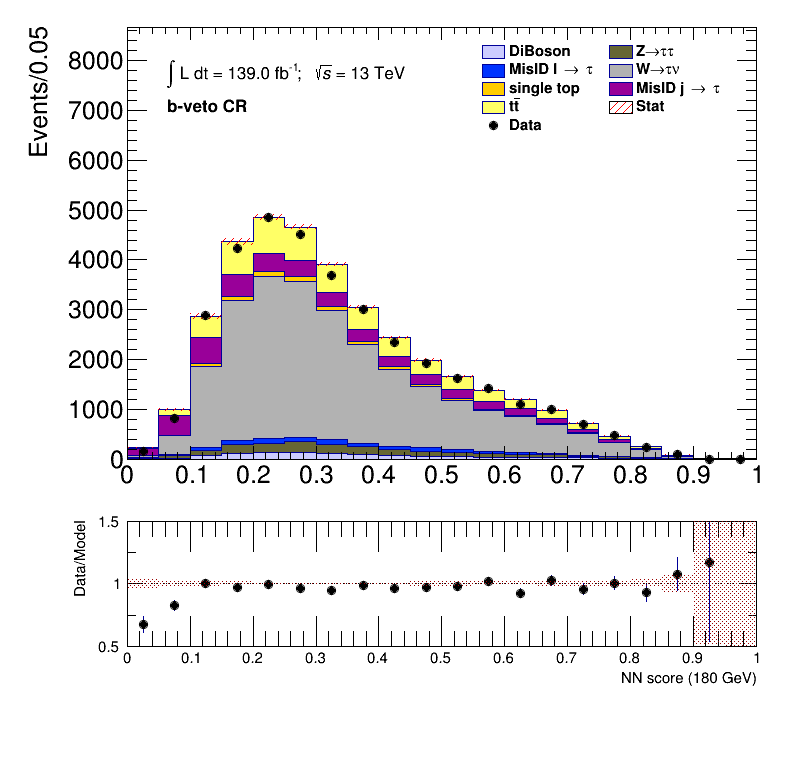 Events/0.05
8000
7000
6000
5000
4000
3000
2000
1000
0
∫ L dt = 139.0 fb⁻¹; √s = 13 TeV
b-veto CR
DiBoson
MisID l → τ
single top
tt̄
Data
Z→ττ
W→τν
MisID j → τ
Stat
0 0.1 0.2 0.3 0.4 0.5 0.6 0.7 0.8 0.9 1
Data/Model
1.5
1
0.5
0 0.1 0.2 0.3 0.4 0.5 0.6 0.7 0.8 0.9 1
NN score (180 GeV)